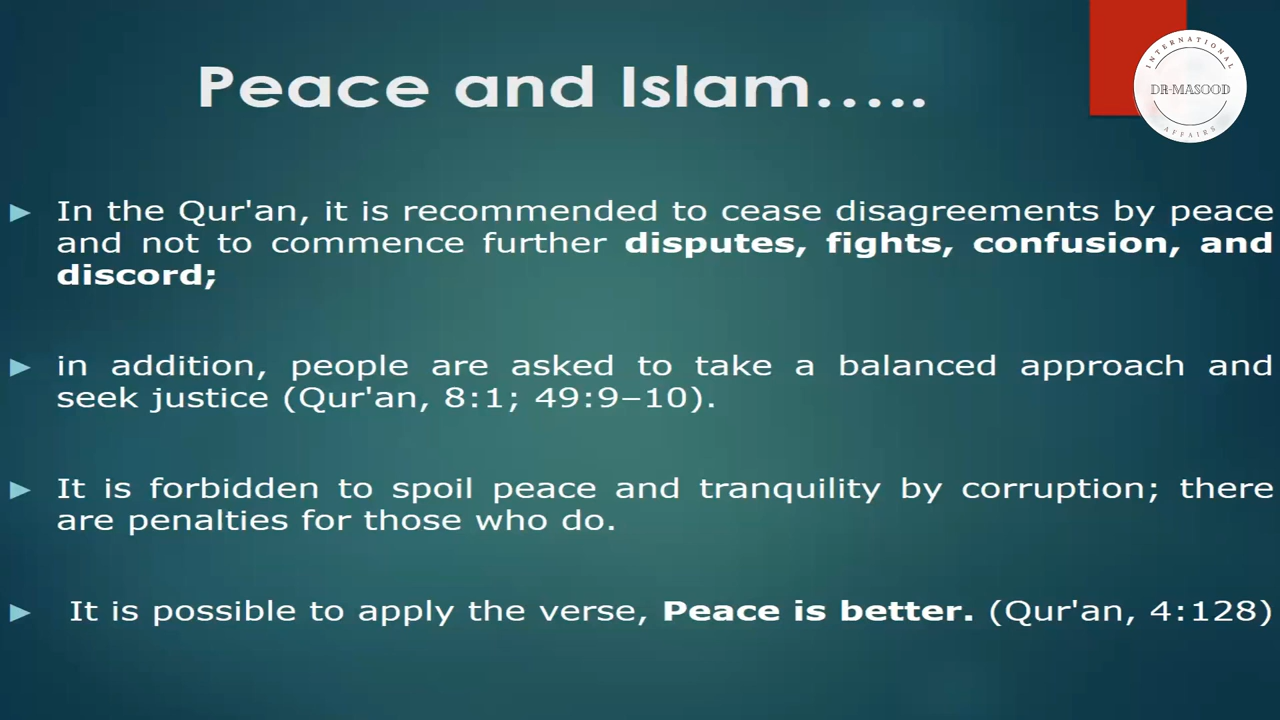 Peace and Islam…..
INTERNATIONAL
DR-MASOOD
AFFAIRS
In the Qur'an, it is recommended to cease disagreements by peace
and not to commence further disputes, fights, confusion, and
discord;
in addition, people are asked to take a balanced approach and
seek justice (Qur'an, 8:1; 49:9–10).
It is forbidden to spoil peace and tranquility by corruption; there
are penalties for those who do.
It is possible to apply the verse, Peace is better. (Qur'an, 4:128)